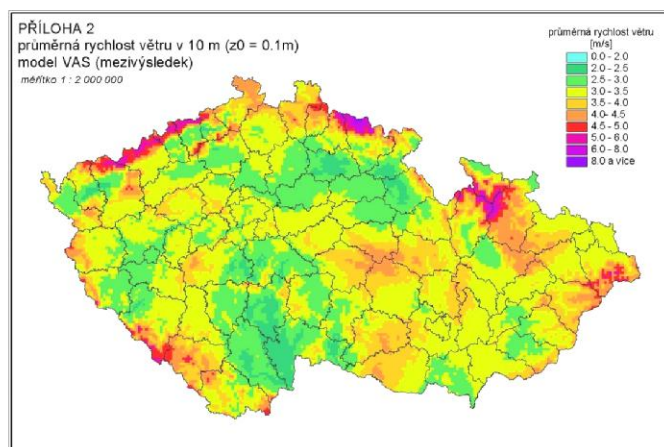 PŘÍLOHA 2
průměrná rychlost větru v 10 m (z0 = 0.1m)
model VAS (mezivýsledek)
měřítko 1 : 2 000 000
průměrná rychlost větru
[m/s]
0.0 - 2.0
2.0 - 2.5
2.5 - 3.0
3.0 - 3.5
3.5 - 4.0
4.0 - 4.5
4.5 - 5.0
5.0 - 6.0
6.0 - 8.0
8.0 a více